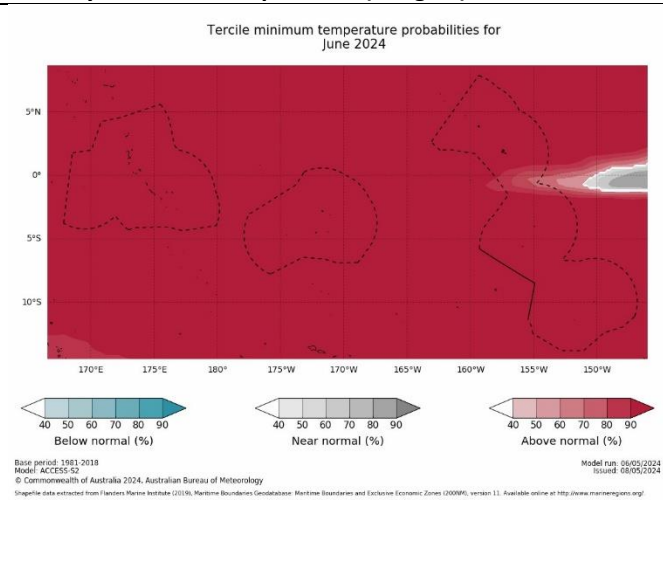 Tercile minimum temperature probabilities for
June 2024
5°N
0°
5°S
10°S
170°E 175°E 180° 175°W 170°W 165°W 160°W 155°W 150°W
40 50 60 70 80 90 40 50 60 70 80 90 40 50 60 70 80 90
Below normal (%) Near normal (%) Above normal (%)
Base period: 1981-2018 Model run: 06/05/2024
Model: ACCESS-S2 Issued: 08/05/2024
© Commonwealth of Australia 2024, Australian Bureau of Meteorology
Shapefile data extracted from Flanders Marine Institute (2019), Maritime Boundaries Geodatabase: Maritime Boundaries and Exclusive Economic Zones (200NM), version 11. Available online at http://www.marineregions.org/.